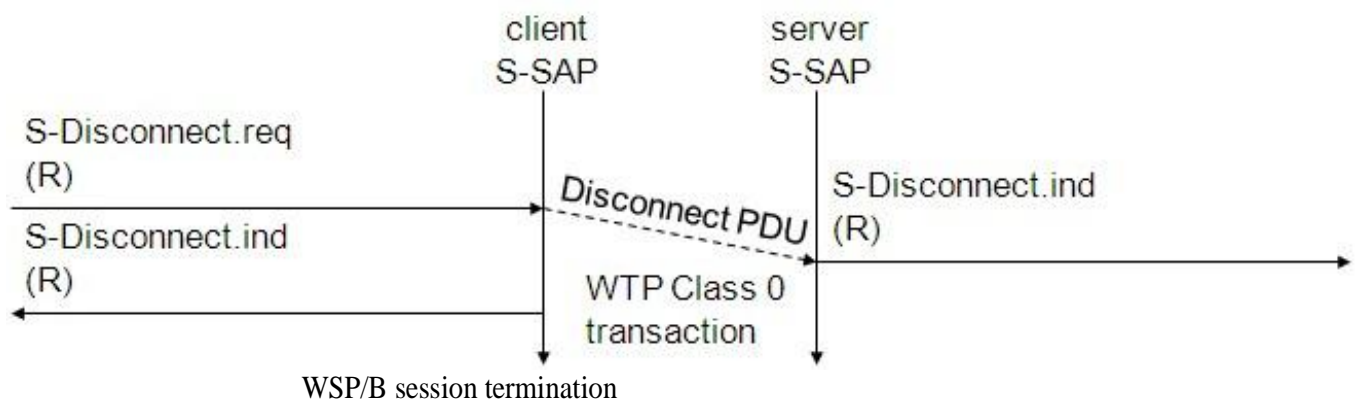 client
S-SAP
server
S-SAP
S-Disconnect.req
(R)
S-Disconnect.ind
(R)
Disconnect PDU
S-Disconnect.ind
(R)
WTP Class 0
transaction
WSP/B session termination